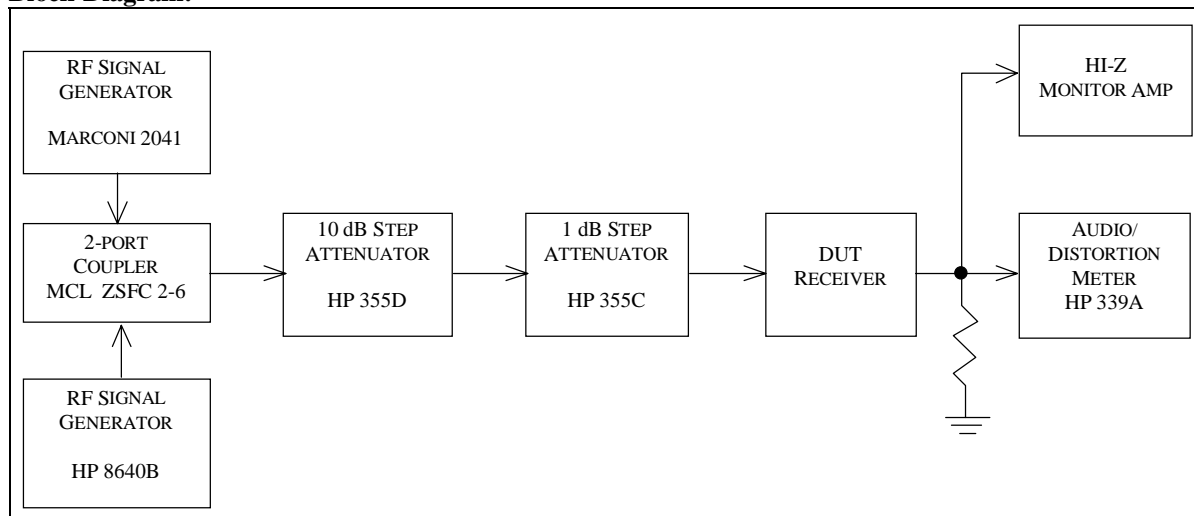 RF SIGNAL
GENERATOR
MARCONI 2041
2-PORT
COUPLER
MCL ZSFC 2-6
RF SIGNAL
GENERATOR
HP 8640B
10 dB STEP
ATTENUATOR
HP 355D
1 dB STEP
ATTENUATOR
HP 355C
DUT
RECEIVER
HI-Z
MONITOR AMP
AUDIO/
DISTORTION
METER
HP 339A